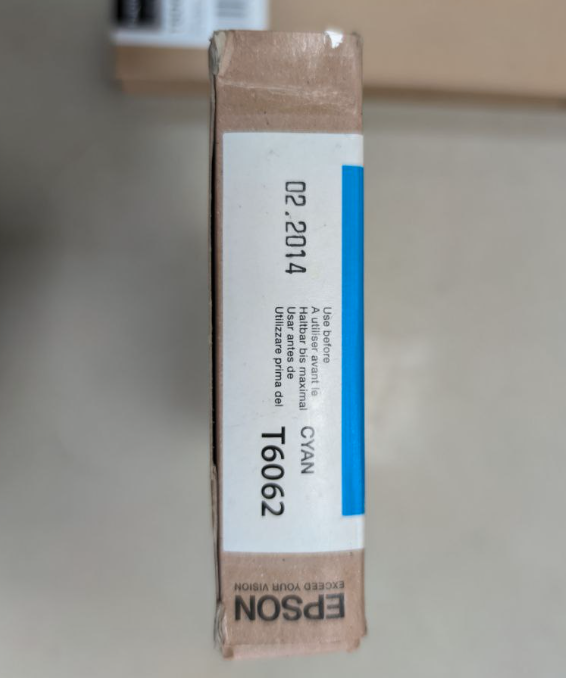 02.2014
Use before
A utiliser avant le
Haltbar bis maximal
Usar antes de
Utilizzare prima del
CYAN
T6062
EPSON
EXCEED YOUR VISION